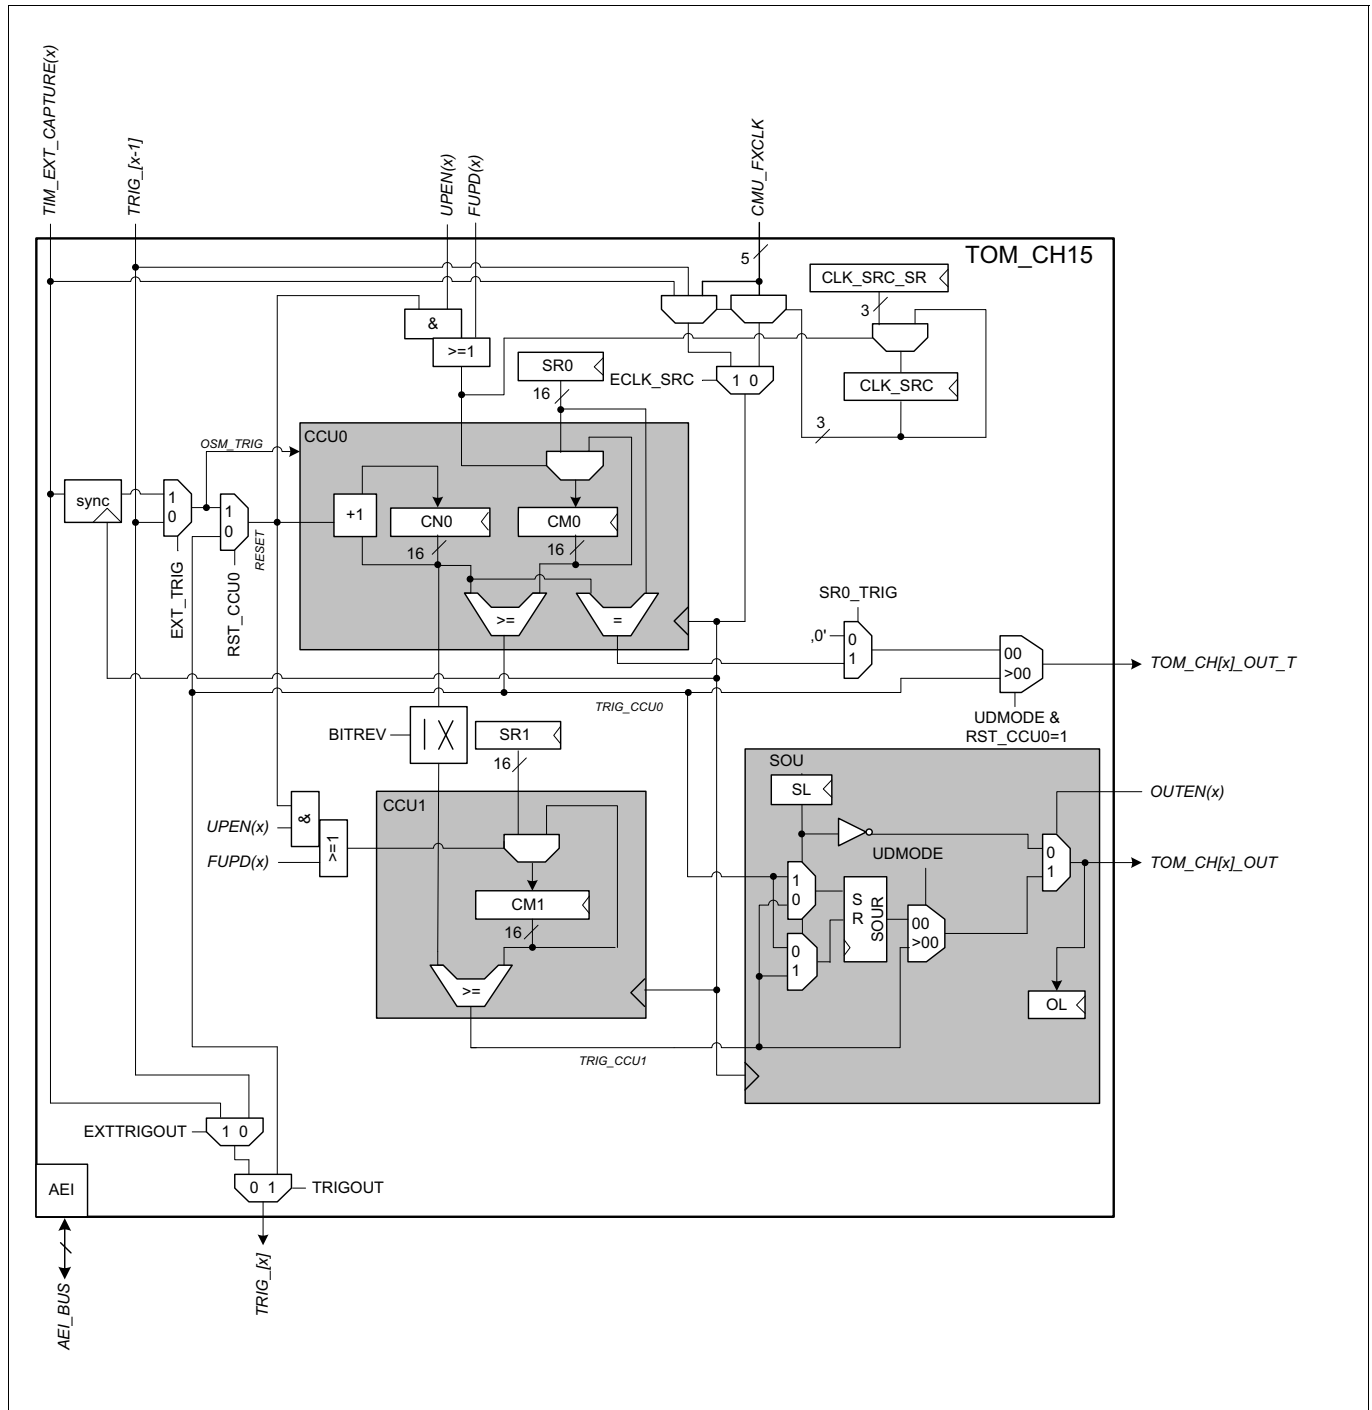 TIM_EXT_CAPTURE(x)
TRIG_[x-1]
UPEN(x)
FUPD(x)
CMU_FXCLK
TOM_CH15
5
CLK_SRC_SR
3
&
>=1
SR0
16
ECLK_SRC
1 0
CLK_SRC
3
CCU0
OSM_TRIG
sync
1
0
1
0
RESET
EXT_TRIG
RST_CCU0
+1
CN0
CM0
16
16
>=
=
SR0_TRIG
‚0'
0
1
00
>00
TOM_CH[x]_OUT_T
UDMODE &
RST_CCU0=1
TRIG_CCU0
BITREV
SR1
16
SOU
SL
OUTEN(x)
CCU1
&
UPEN(x)
>=1
FUPD(x)
UDMODE
0
1
TOM_CH[x]_OUT
1
0
S
R
SOUR
00
>00
CM1
16
0
1
>=
OL
TRIG_CCU1
EXTTRIGOUT
1 0
AEI
0 1
TRIGOUT
AEI_BUS
TRIG_[x]